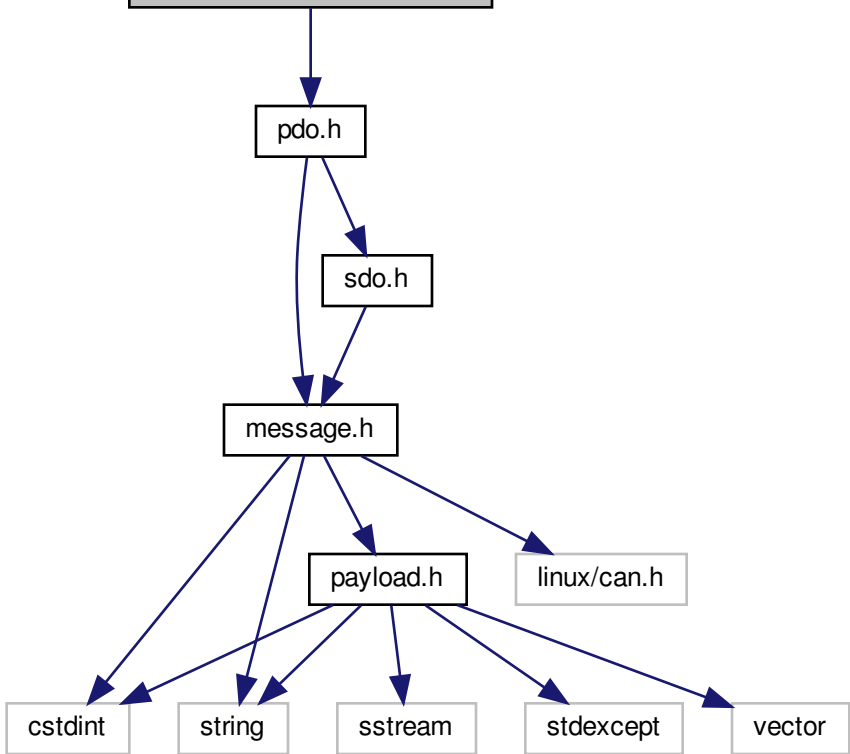 pdo.h
sdo.h
message.h
payload.h
linux/can.h
cstdint
string
sstream
stdexcept
vector